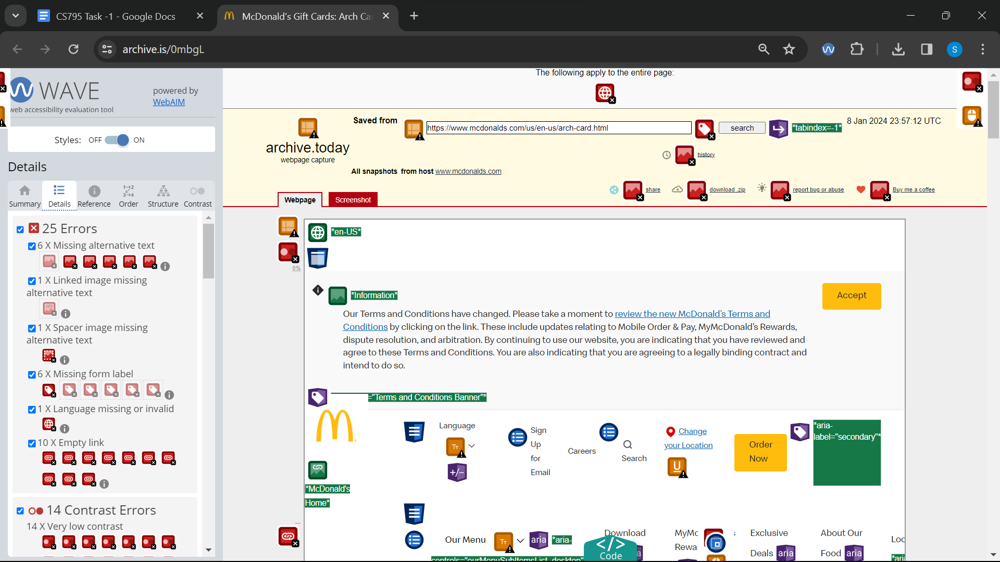 CS795 Task -1 - Google Docs
McDonald's Gift Cards: Arch Ca
archive.is/0mbgL
S
WAVE
powered by
WebAIM
web accessibility evaluation tool
Styles: OFF ON
Details
Summary Details Reference Order Structure Contrast
25 Errors
6 X Missing alternative text
1 X Linked image missing
alternative text
1 X Spacer image missing
alternative text
6 X Missing form label
1 X Language missing or invalid
10 X Empty link
14 Contrast Errors
14 X Very low contrast
The following apply to the entire page:
archive.today
webpage capture
Saved from
https://www.mcdonalds.com/us/en-us/arch-card.html
search
*tabindex=-1*
8 Jan 2024 23:57:12 UTC
history
All snapshots from host www.mcdonalds.com
share
download .zip
report bug or abuse
Buy me a coffee
Webpage
Screenshot
0%
*en-US*
*Information*
Accept
Our Terms and Conditions have changed. Please take a moment to review the new McDonald's Terms and
Conditions by clicking on the link. These include updates relating to Mobile Order & Pay, MyMcDonald's Rewards,
dispute resolution, and arbitration. By continuing to use our website, you are indicating that you have reviewed and
agree to these Terms and Conditions. You are also indicating that you are agreeing to a legally binding contract and
intend to do so.
="Terms and Conditions Banner"*
*McDonald's
Home*
Language
Tт
+/−
Sign
Up
for
Email
Careers
Search
Change
your Location
U
Order
Now
*aria-
label="secondary"*
Our Menu
Tт
aria
*aria-
controls="ourMenuSubItemsList_desktop"
Download
</>
Code
a
MyMc s
Rewa
Exclusive
Deals aria
About Our
Food aria
Loc
*aria